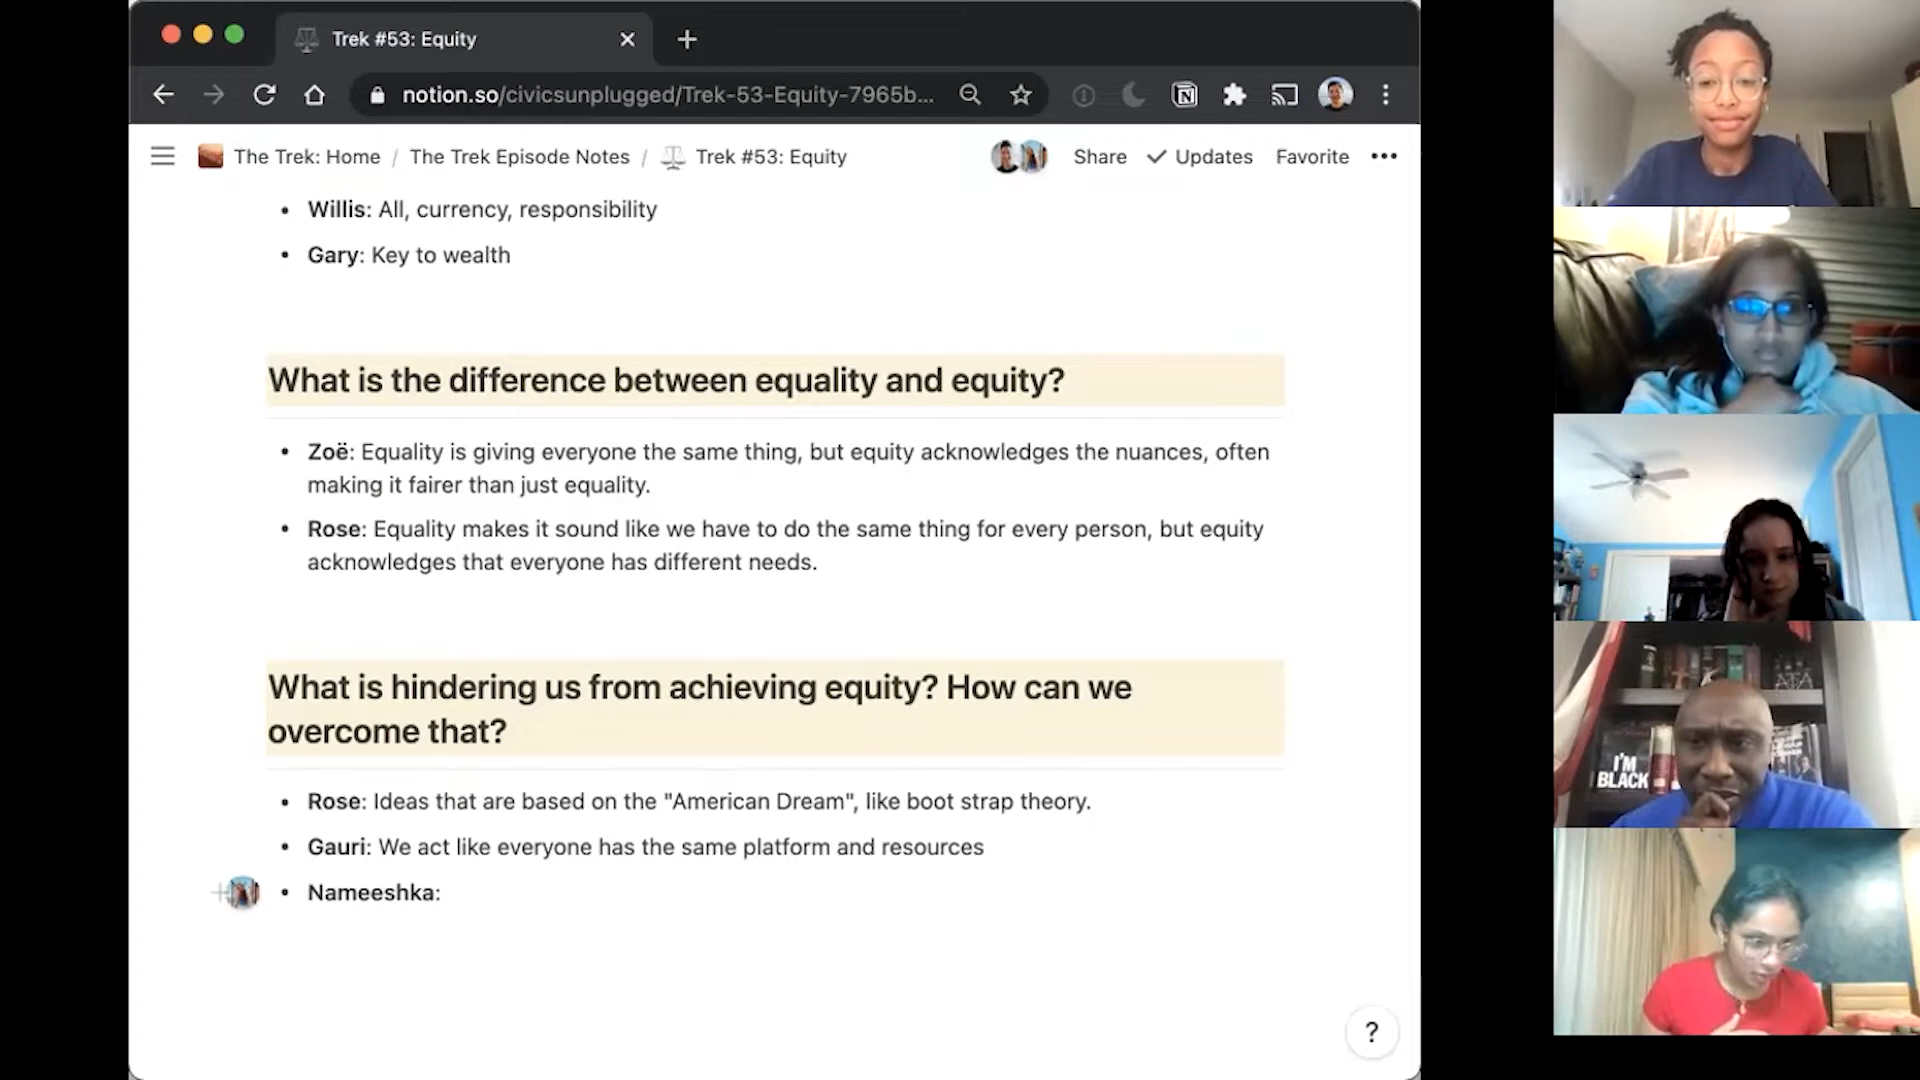 Trek #53: Equity
notion.so/civicsunplugged/Trek-53-Equity-7965b...
The Trek: Home / The Trek Episode Notes / Trek #53: Equity
Share Updates Favorite
Willis: All, currency, responsibility
Gary: Key to wealth
What is the difference between equality and equity?
Zoë: Equality is giving everyone the same thing, but equity acknowledges the nuances, often
making it fairer than just equality.
Rose: Equality makes it sound like we have to do the same thing for every person, but equity
acknowledges that everyone has different needs.
What is hindering us from achieving equity? How can we
overcome that?
Rose: Ideas that are based on the "American Dream", like boot strap theory.
Gauri: We act like everyone has the same platform and resources
Nameeshka:
?
ATA
I'M
BLACK